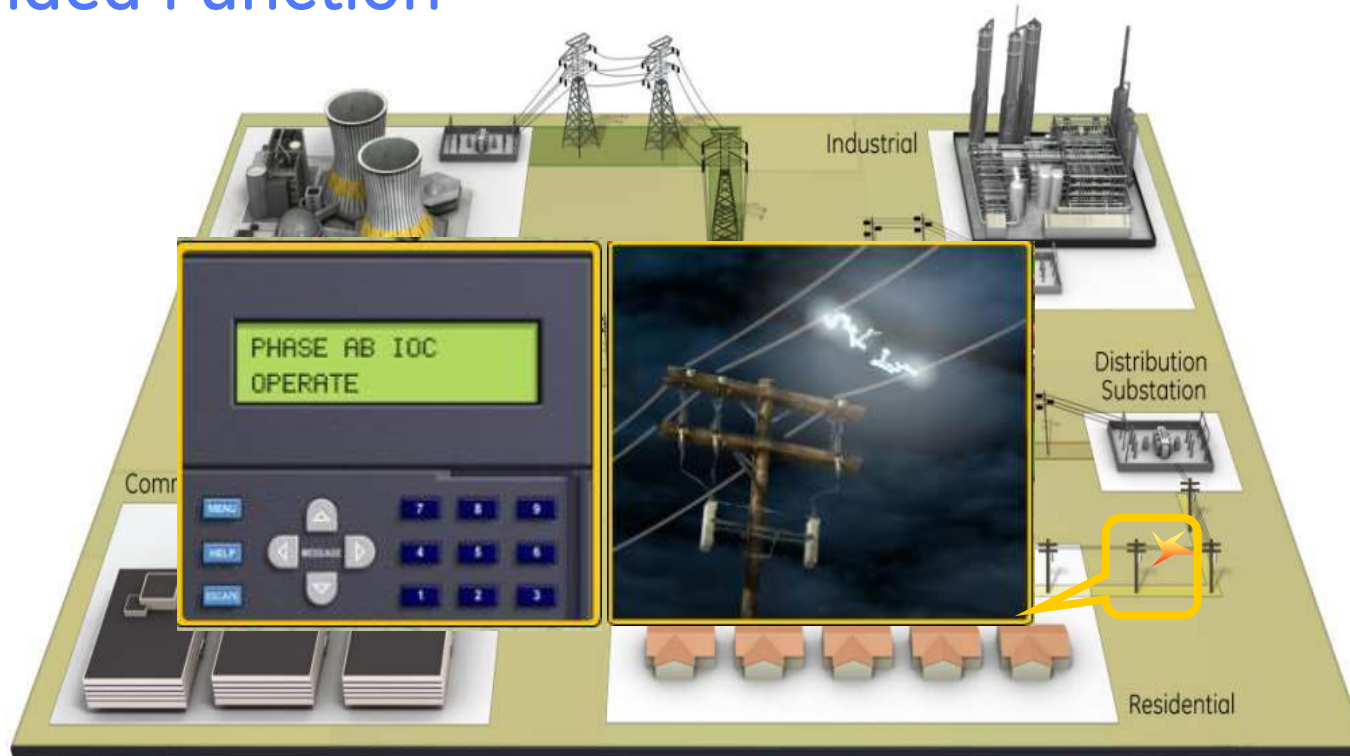 Function
Industrial
PHASE AB IOC
OPERATE
Distribution
Substation
MENU
7
8
9
HELP
MESSAGE
4
5
6
ESCAPE
1
2
3
Residential